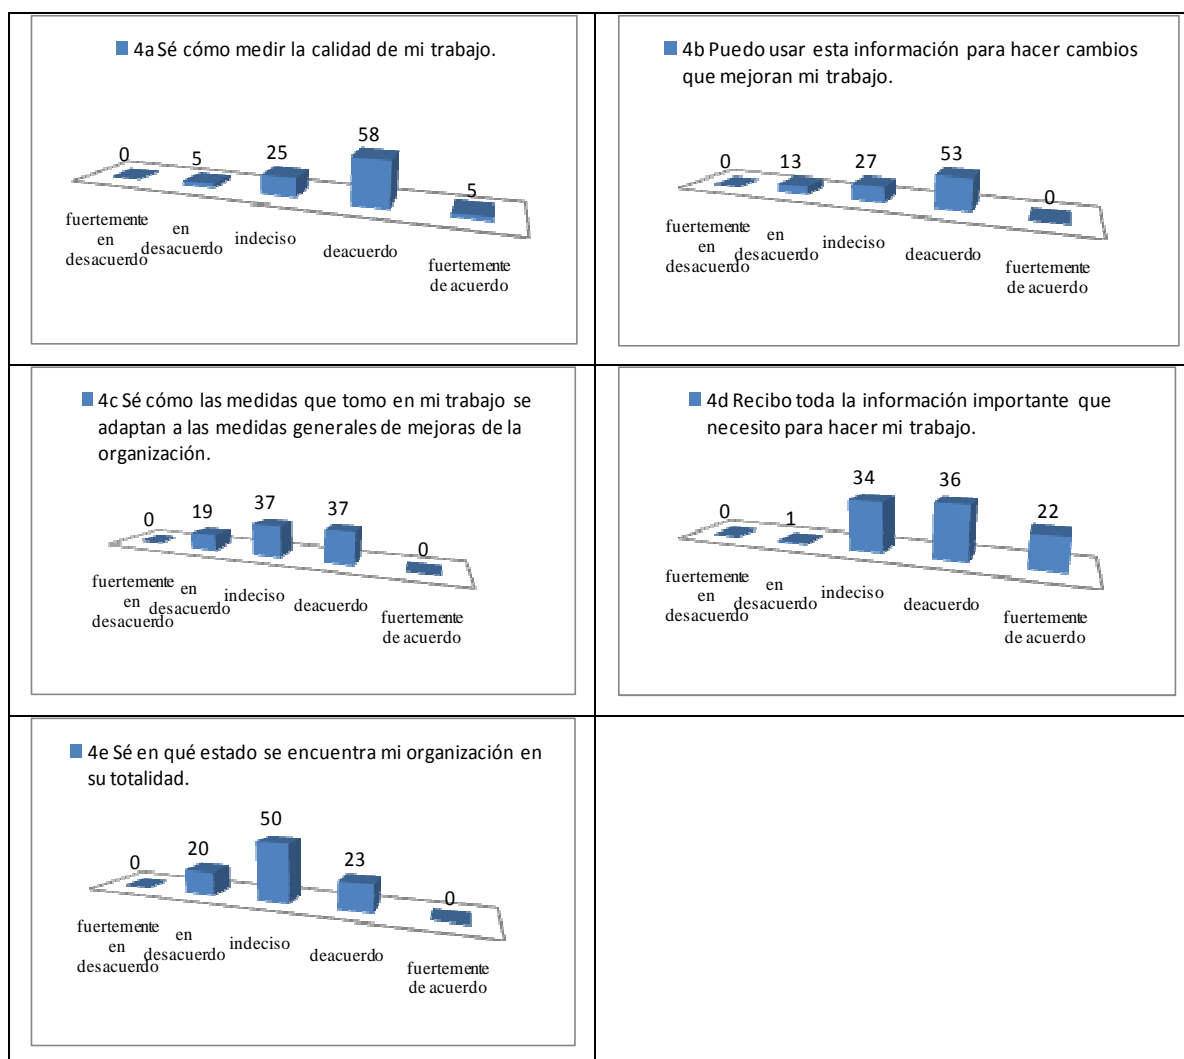 4a Sé cómo medir la calidad de mi trabajo.
0
5
25
58
5
fuertemente
en
desacuerdo
en
desacuerdo
indeciso
deacuerdo
fuertemente
de acuerdo
4b Puedo usar esta información para hacer cambios
que mejoran mi trabajo.
0
13
27
53
0
fuertemente
en
desacuerdo
en
desacuerdo
indeciso
deacuerdo
fuertemente
de acuerdo
4c Sé cómo las medidas que tomo en mi trabajo se
adaptan a las medidas generales de mejoras de la
organización.
0
19
37
37
0
fuertemente
en
desacuerdo
en
desacuerdo
indeciso
deacuerdo
fuertemente
de acuerdo
4d Recibo toda la información importante que
necesito para hacer mi trabajo.
0
1
34
36
22
fuertemente
en
desacuerdo
en
desacuerdo
indeciso
deacuerdo
fuertemente
de acuerdo
4e Sé en qué estado se encuentra mi organización en
su totalidad.
0
20
50
23
0
fuertemente
en
desacuerdo
en
desacuerdo
indeciso
deacuerdo
fuertemente
de acuerdo